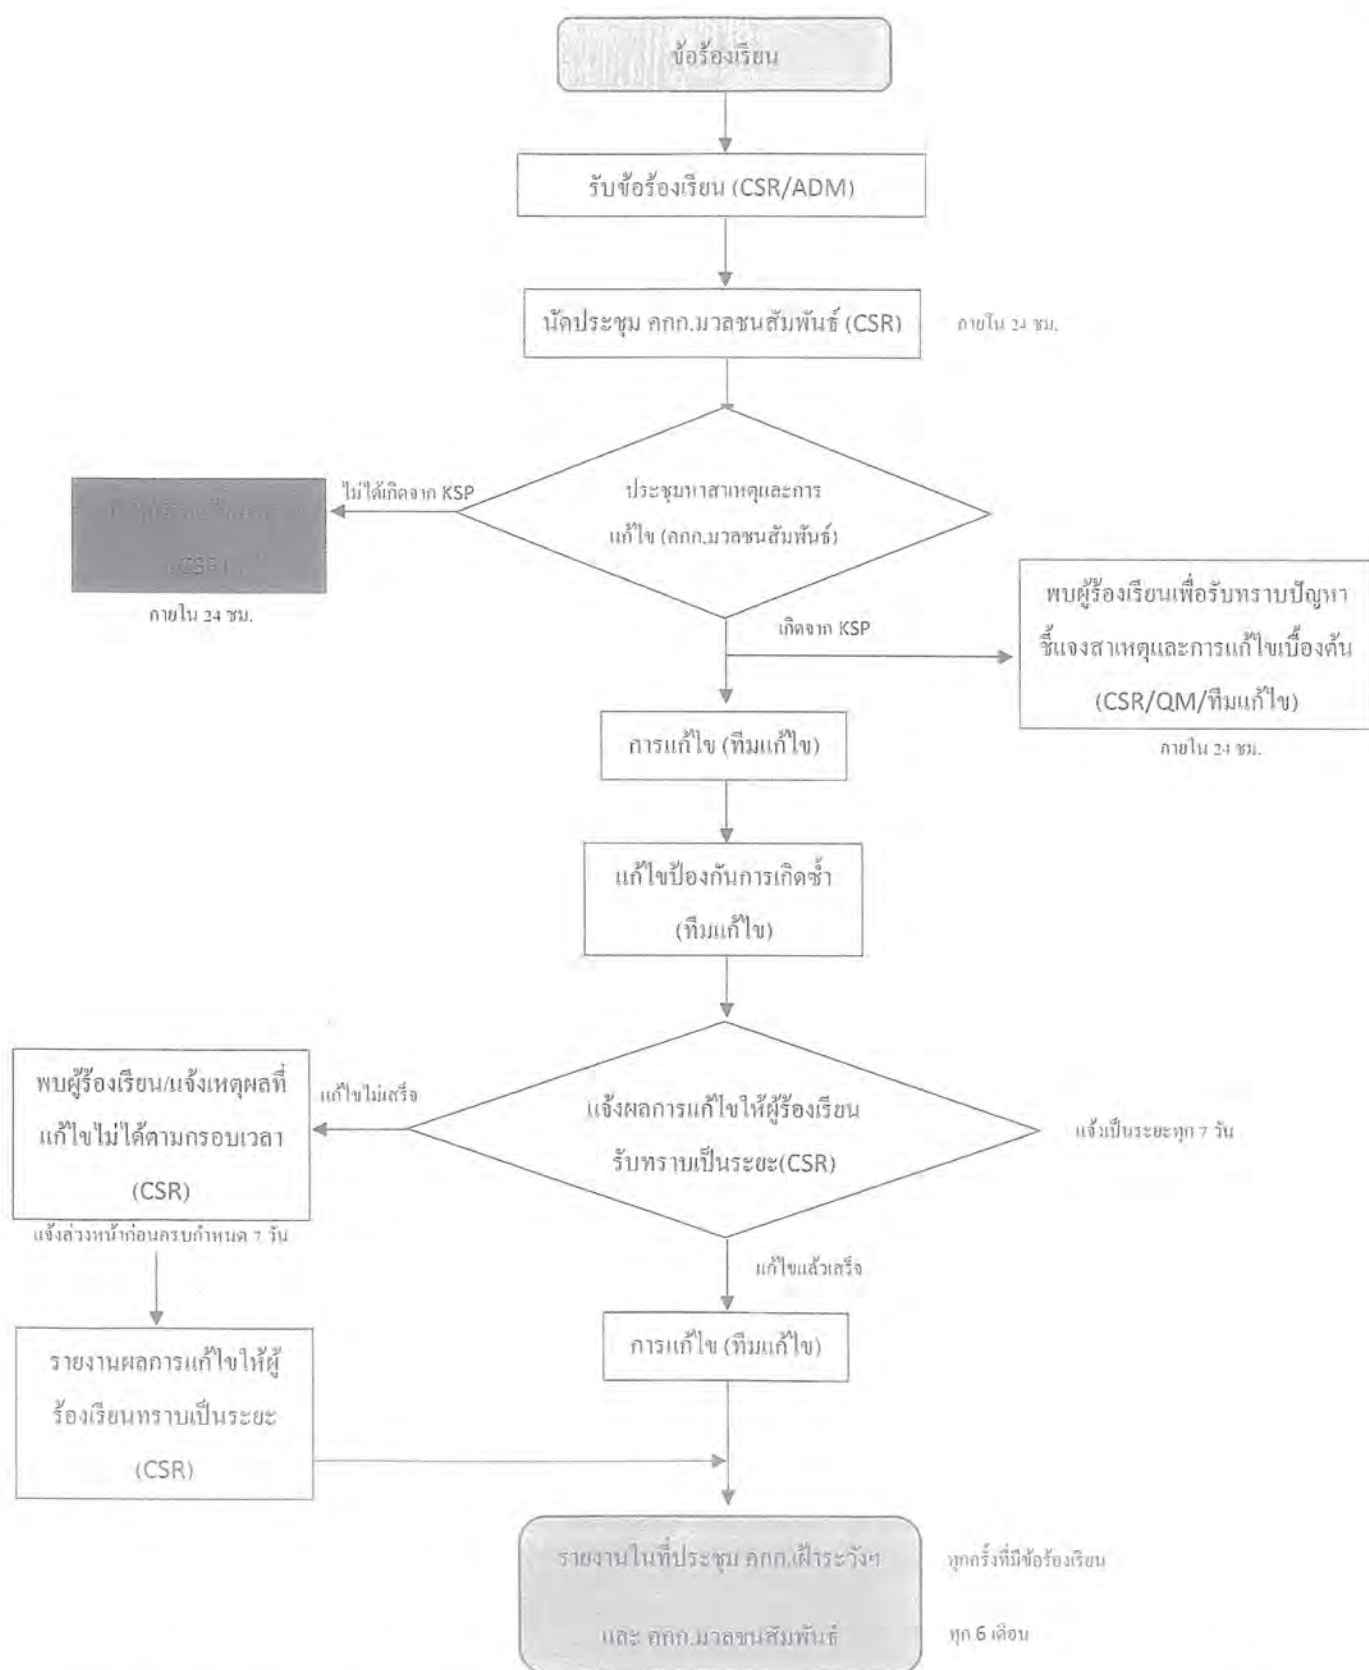 ข้อร้องเรียน
รับข้อร้องเรียน (CSR/ADM)
นัดประชุม คกก.มวลชนสัมพันธ์ (CSR)
ภายใน 24 ชม.
ประชุมหาสาเหตุและการ
แก้ไข (คกก.มวลชนสัมพันธ์)
ไม่ได้เกิดจาก KSP
(CSR)
ภายใน 24 ชม.
เกิดจาก KSP
พบผู้ร้องเรียนเพื่อรับทราบปัญหา
ชี้แจงสาเหตุและการแก้ไขเบื้องต้น
(CSR/QM/ทีมแก้ไข)
ภายใน 24 ชม.
การแก้ไข (ทีมแก้ไข)
แก้ไขป้องกันการเกิดซ้ำ
(ทีมแก้ไข)
แจ้งผลการแก้ไขให้ผู้ร้องเรียน
รับทราบเป็นระยะ(CSR)
แจ้งเป็นระยะทุก 7 วัน
แก้ไขไม่เสร็จ
พบผู้ร้องเรียน/แจ้งเหตุผลที่
แก้ไขไม่ได้ตามกรอบเวลา
(CSR)
แจ้งล่วงหน้าก่อนครบกำหนด 7 วัน
แก้ไขแล้วเสร็จ
การแก้ไข (ทีมแก้ไข)
รายงานผลการแก้ไขให้ผู้
ร้องเรียนทราบเป็นระยะ
(CSR)
รายงานในที่ประชุม คกก.เฝ้าระวังฯ
และ คกก.มวลชนสัมพันธ์
ทุกครั้งที่มีข้อร้องเรียน
ทุก 6 เดือน